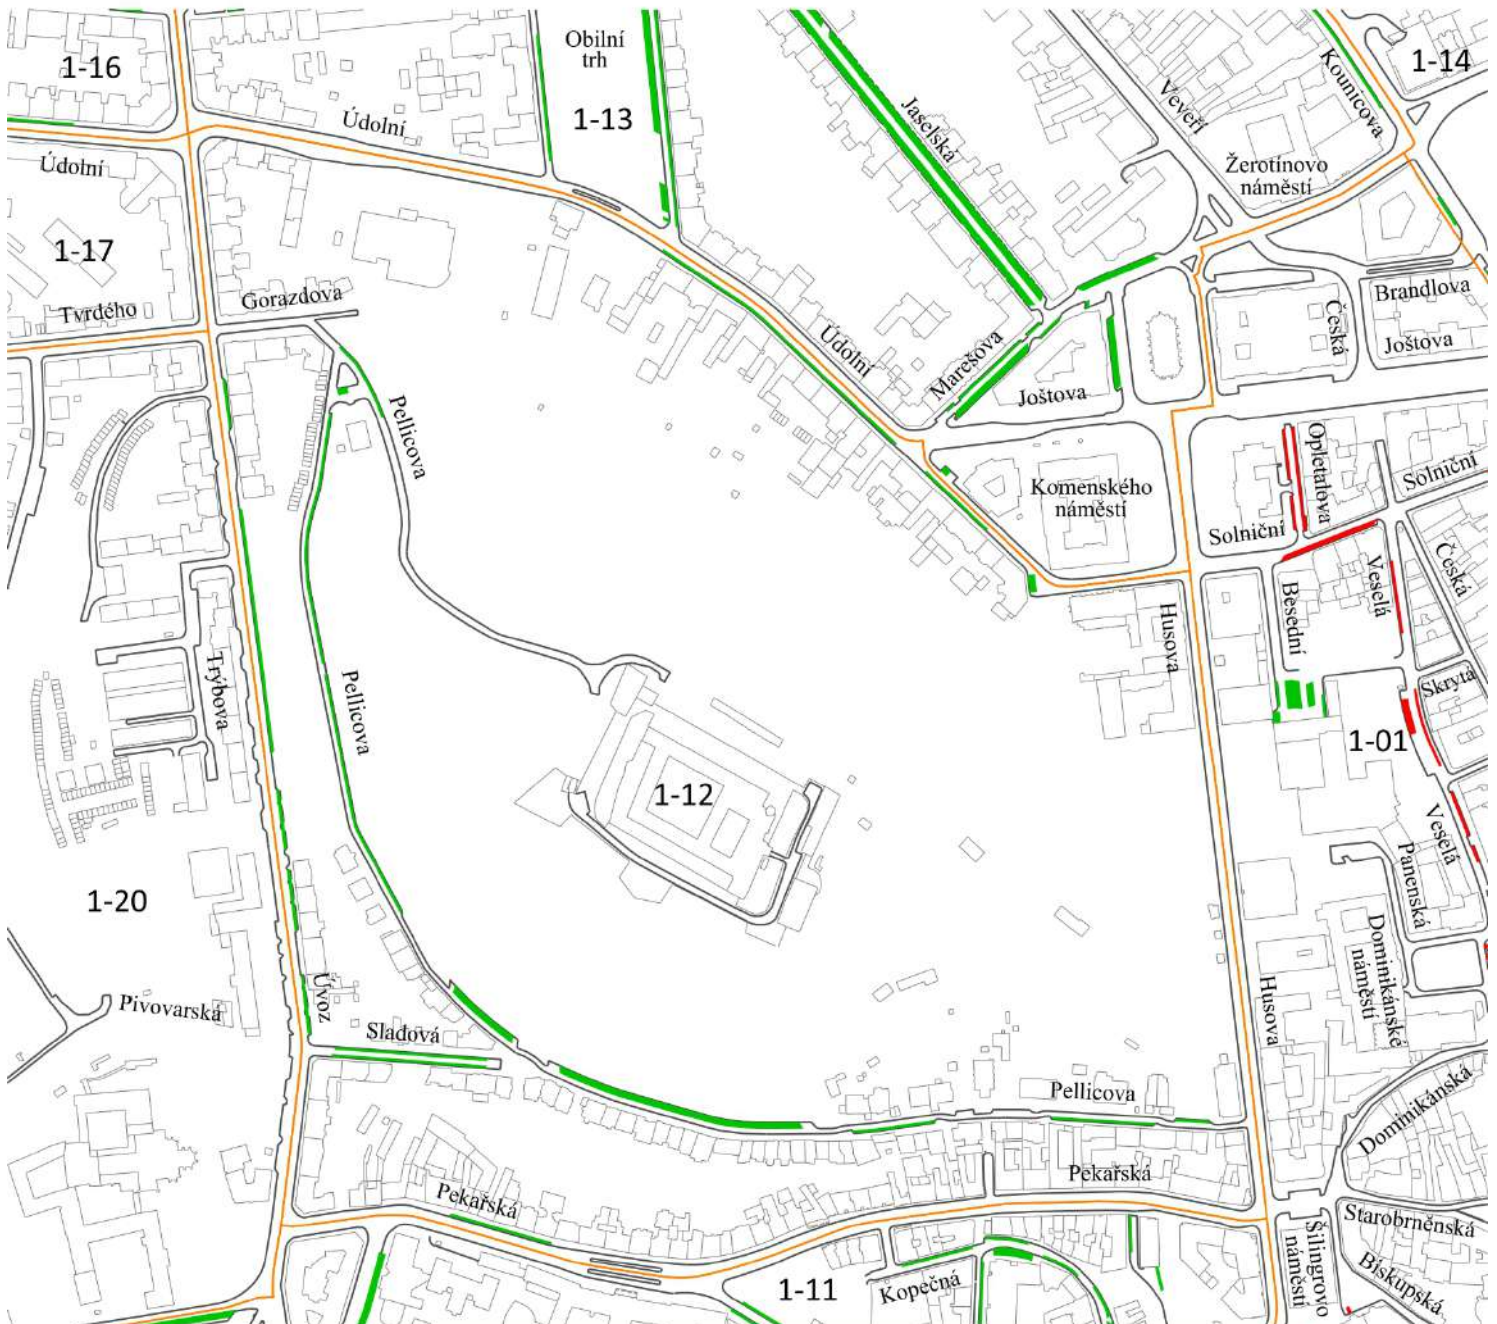 1-16
Obilní
trh
1-13
Údolní
Údolní
Jaselská
Veveří
Kounicova
1-14
Žerotínovo
náměstí
1-17
Tvrdého
Gorazdova
Pellicova
Údolní
Marešova
Joštova
Česká
Brandlova
Joštova
Komenského
náměstí
Opletalova
Solniční
Solniční
Besední
Veselá
Česká
Husova
Skrytá
1-01
Trýbova
Pellicova
1-12
Veselá
Panenská
Dominikánské
náměstí
1-20
Pivovarská
Úvoz
Sladová
Husova
Pellicova
Dominikánská
Pekařská
Pekařská
Starobrněnská
Šilingrovo
náměstí
Biskupská
1-11
Kopečná